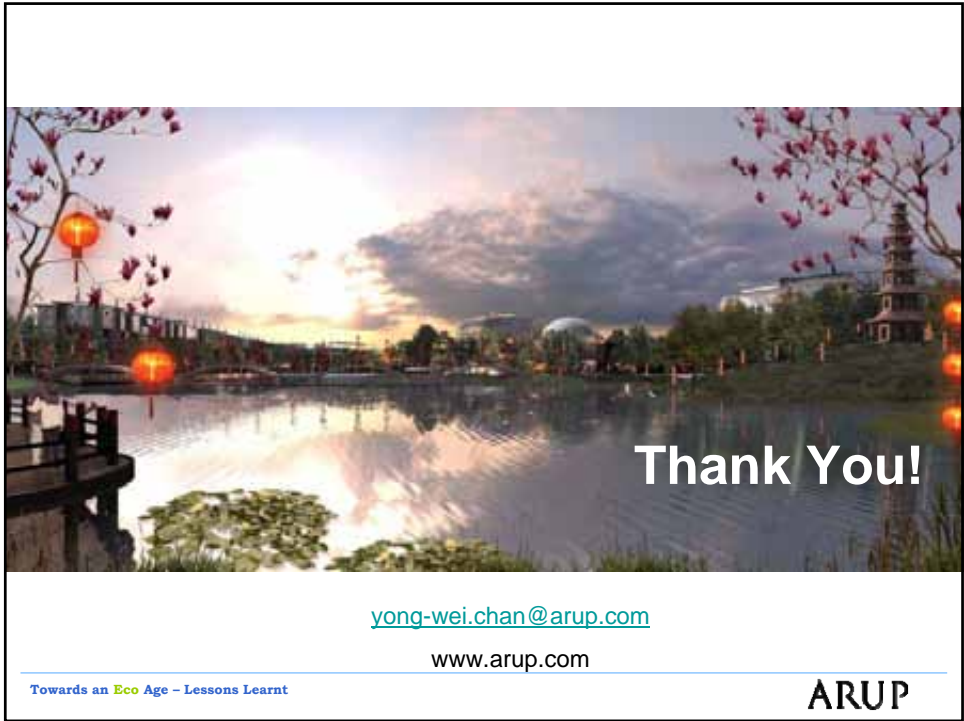 Thank You!
yong-wei.chan@arup.com
www.arup.com
Towards an Eco Age – Lessons Learnt
ARUP